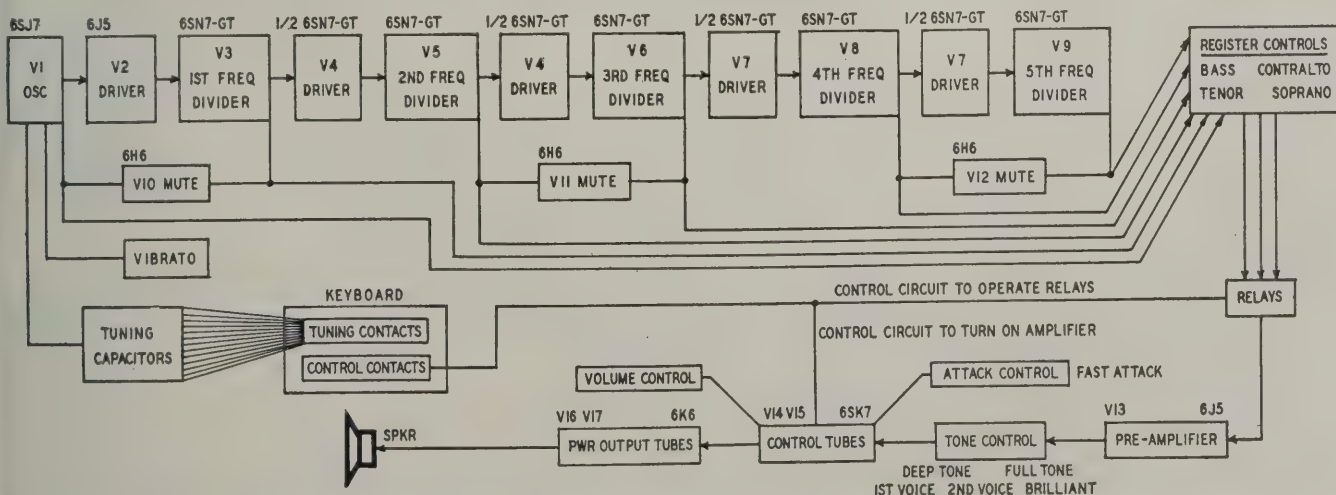 6SJ7 6J5 6SN7-GT 1/2 6SN7-GT 6SN7-GT 1/2 6SN7-GT 6SN7-GT 1/2 6SN7-GT 6SN7-GT 1/2 6SN7-GT 6SN7-GT
V1
OSC
V2
DRIVER
V3
1ST FREQ
DIVIDER
V4
DRIVER
V5
2ND FREQ
DIVIDER
V4
DRIVER
V6
3RD FREQ
DIVIDER
V7
DRIVER
V8
4TH FREQ
DIVIDER
V7
DRIVER
V9
5TH FREQ
DIVIDER
REGISTER CONTROLS
BASS CONTRALTO
TENOR SOPRANO
6H6
V10 MUTE
6H6
V11 MUTE
6H6
V12 MUTE
VIBRATO
TUNING
CAPACITORS
KEYBOARD
TUNING CONTACTS
CONTROL CONTACTS
CONTROL CIRCUIT TO OPERATE RELAYS
RELAYS
CONTROL CIRCUIT TO TURN ON AMPLIFIER
VOLUME CONTROL
ATTACK CONTROL FAST ATTACK
SPKR
V16 V17 6K6
PWR OUTPUT TUBES
V14 V15 6SK7
CONTROL TUBES
TONE CONTROL
V13 6J5
PRE-AMPLIFIER
DEEP TONE FULL TONE
1ST VOICE 2ND VOICE BRILLIANT